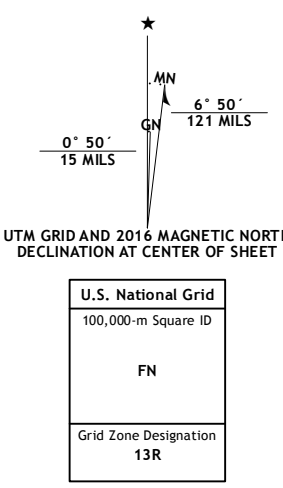 ★
MN
GN
6° 50´
121 MILS
0° 50´
15 MILS
UTM GRID AND 2016 MAGNETIC NORT
DECLINATION AT CENTER OF SHEET
U.S. National Grid
100,000-m Square ID
FN
Grid Zone Designation
13R